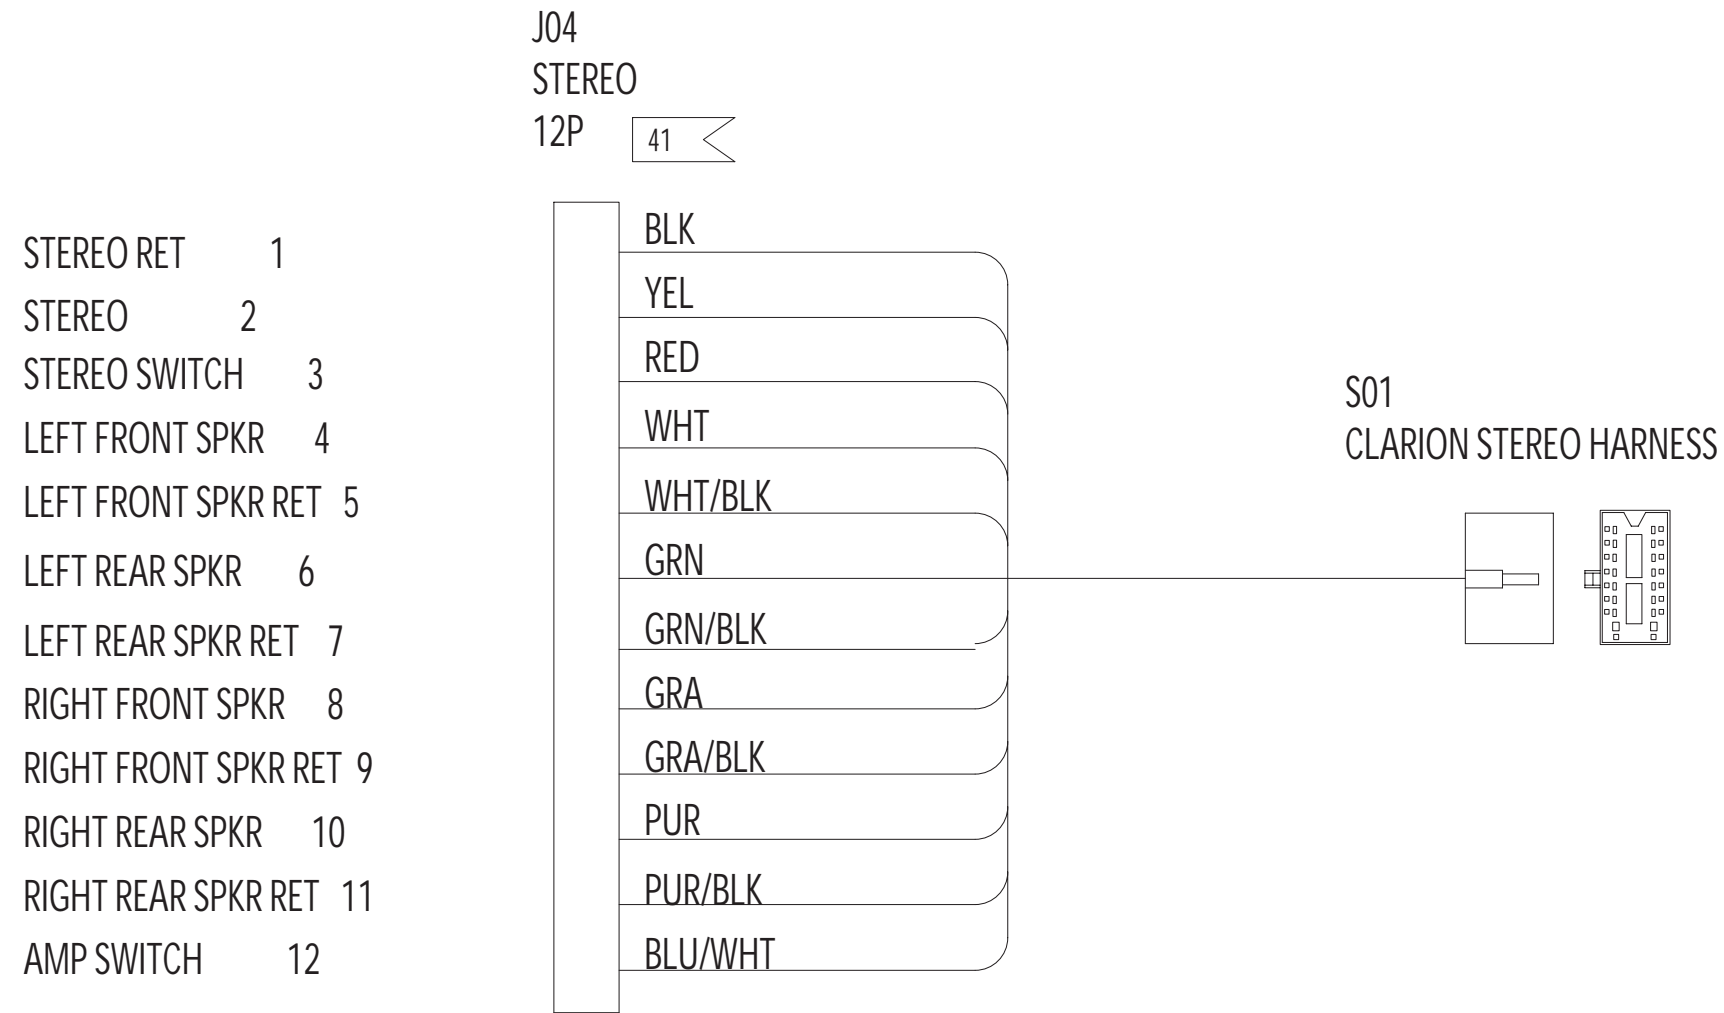 J04
STEREO
12P
41
STEREO RET 1
STEREO 2
STEREO SWITCH 3
LEFT FRONT SPKR 4
LEFT FRONT SPKR RET 5
LEFT REAR SPKR 6
LEFT REAR SPKR RET 7
RIGHT FRONT SPKR 8
RIGHT FRONT SPKR RET 9
RIGHT REAR SPKR 10
RIGHT REAR SPKR RET 11
AMP SWITCH 12
BLK
YEL
RED
WHT
WHT/BLK
GRN
GRN/BLK
GRA
GRA/BLK
PUR
PUR/BLK
BLU/WHT
S01
CLARION STEREO HARNESS